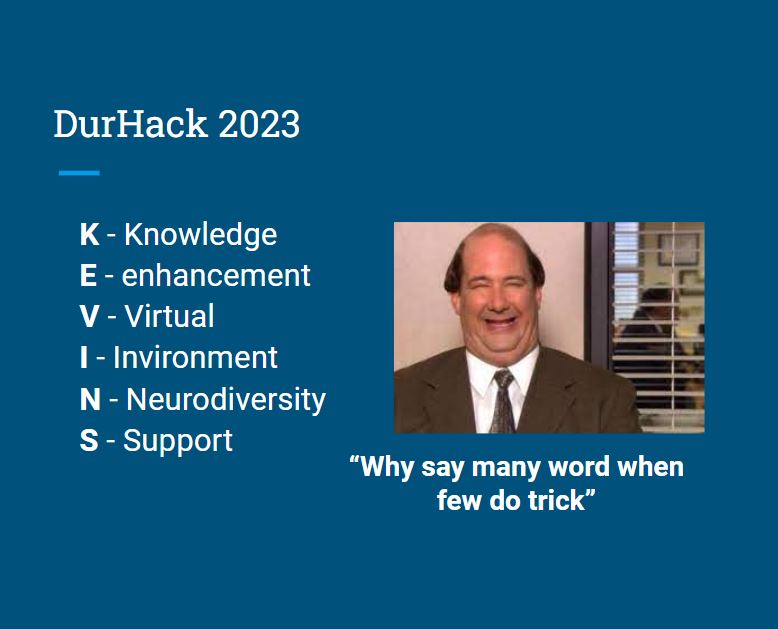 DurHack 2023
K - Knowledge
E - enhancement
V - Virtual
I - Invironment
N - Neurodiversity
S - Support
“Why say many word when
few do trick”